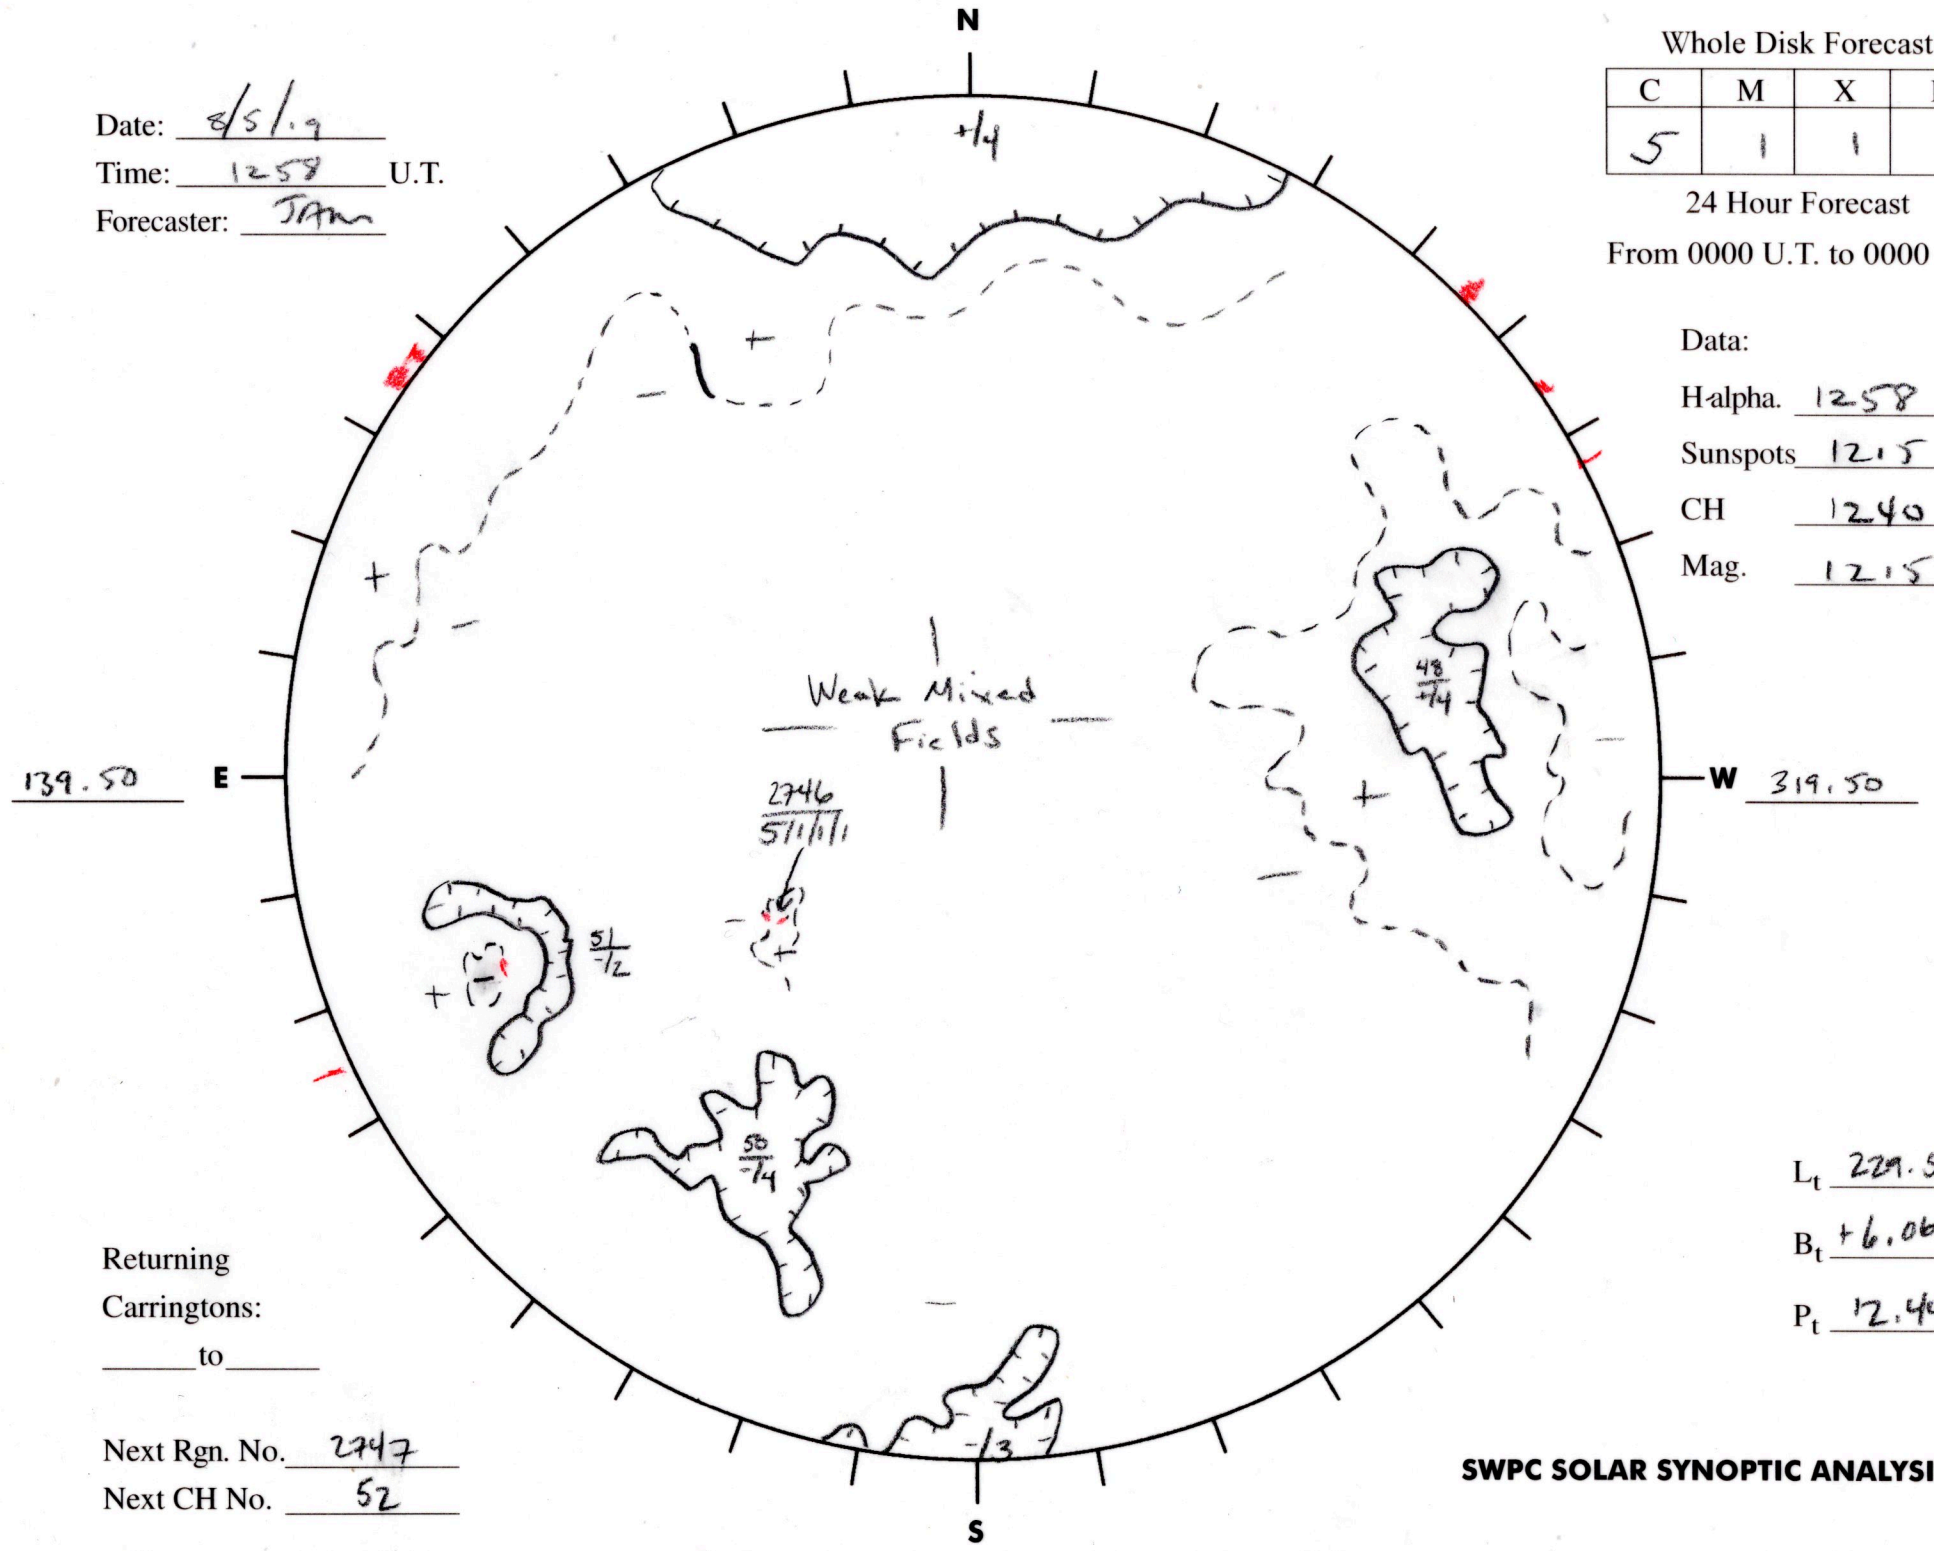 N
Whole Disk Forecast
C M X
5 1 1
24 Hour Forecast
From 0000 U.T. to 0000
Date: 8/5/19
Time: 1258 U.T.
Forecaster:
+/4
+
-
Data:
H-alpha. 1258
Sunspots 1215
CH 1240
Mag. 1215
+
-
Weak Mixed
Fields
48
+/4
-
139.50 E
W 319.50
2746
5/1/1/1
+
-
51
-/2
-
+
-
+
50
-/4
Lt 229.5
Bt +6.06
Pt 12.4
Returning
Carringtons:
to
-
-/3
Next Rgn. No. 2747
Next CH No. 52
SWPC SOLAR SYNOPTIC ANALYSI
S